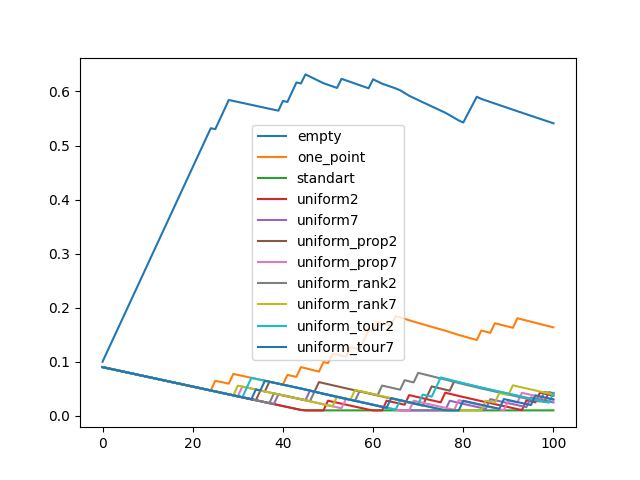 0.6
0.5
0.4
0.3
0.2
0.1
0.0
empty
one_point
standart
uniform2
uniform7
uniform_prop2
uniform_prop7
uniform_rank2
uniform_rank7
uniform_tour2
uniform_tour7
0 20 40 60 80 100